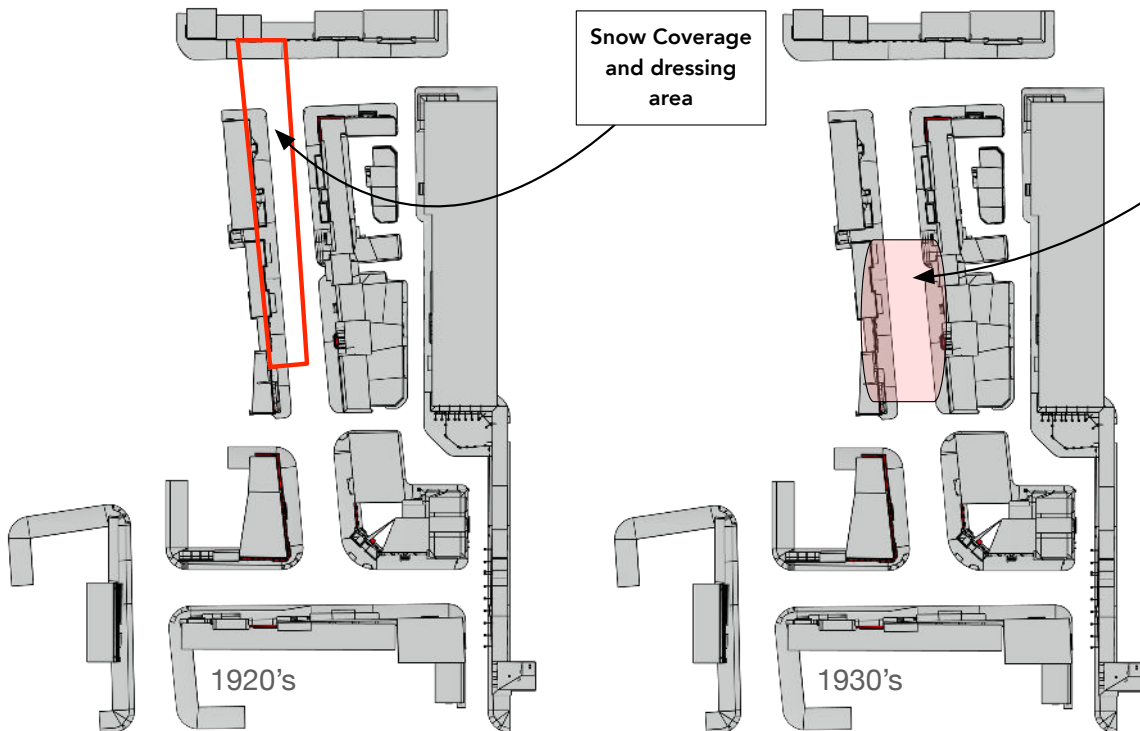 Snow Coverage
and dressing
area
1920’s
1930’s